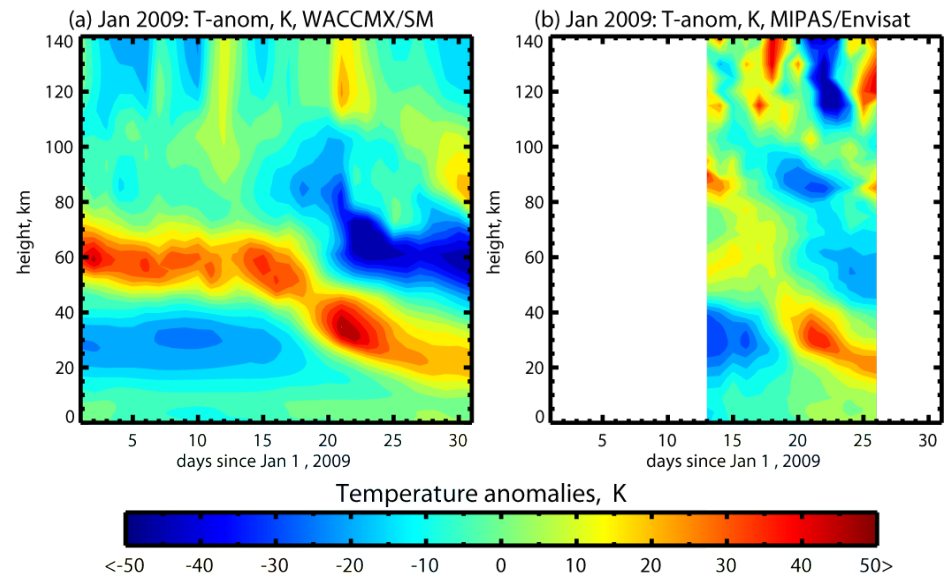 (a) Jan 2009: T-anom, K, WACCMX/SM
(b) Jan 2009: T-anom, K, MIPAS/Envisat
140
120
100
80
60
40
20
0
height, km
5 10 15 20 25 30
days since Jan 1 , 2009
140
120
100
80
60
40
20
0
height, km
5 10 15 20 25 30
days since Jan 1 , 2009
Temperature anomalies, K
<-50 -40 -30 -20 -10 0 10 20 30 40 50>